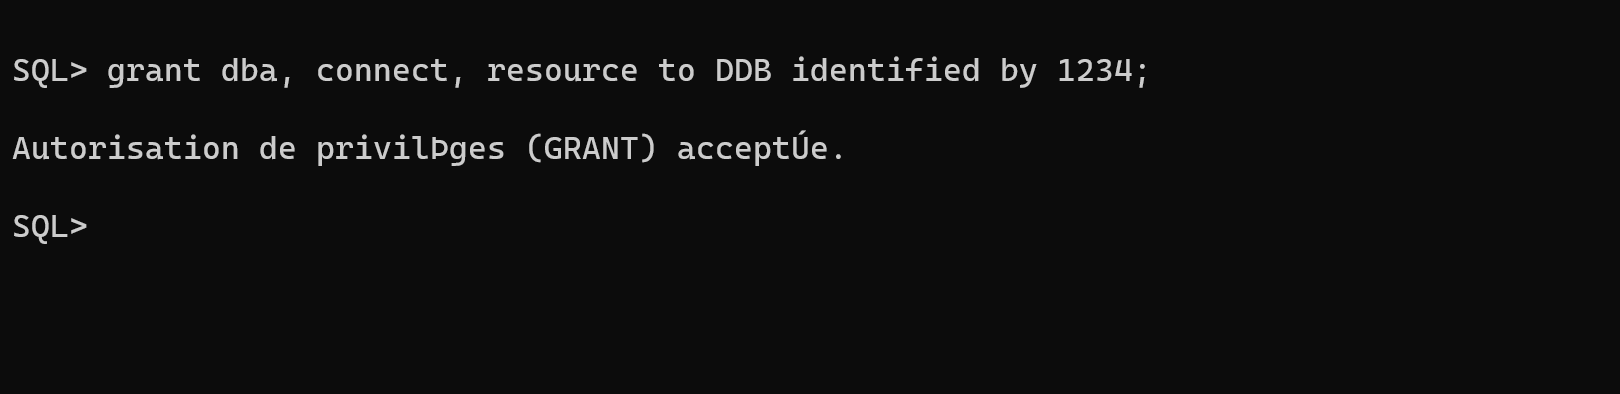 SQL> grant dba, connect, resource to DDB identified by 1234;
Autorisation de privilÞges (GRANT) acceptÚe.
SQL>